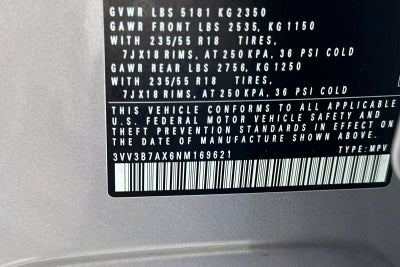 GVWR LBS 5181 KG 2350
GAWR FRONT LBS 2535, KG 1150
WITH 235/55 R18 TIRES,
7JX18 RIMS, AT 250 KPA, 36 PSI COLD
GAWR REAR LBS 2756, KG 1250
WITH 235/55 R18 TIRES,
7JX18 RIMS, AT 250 KPA, 36 PSI COLD
THIS VEHICLE CONFORMS TO ALL APPLICABLE
U.S. FEDERAL MOTOR VEHICLE SAFETY AND
THEFT PREVENTION STANDARDS IN EFFECT ON
THE DATE OF MANUFACTURE SHOWN ABOVE.
3VV3B7AX6NM169621 TYPE: MPV